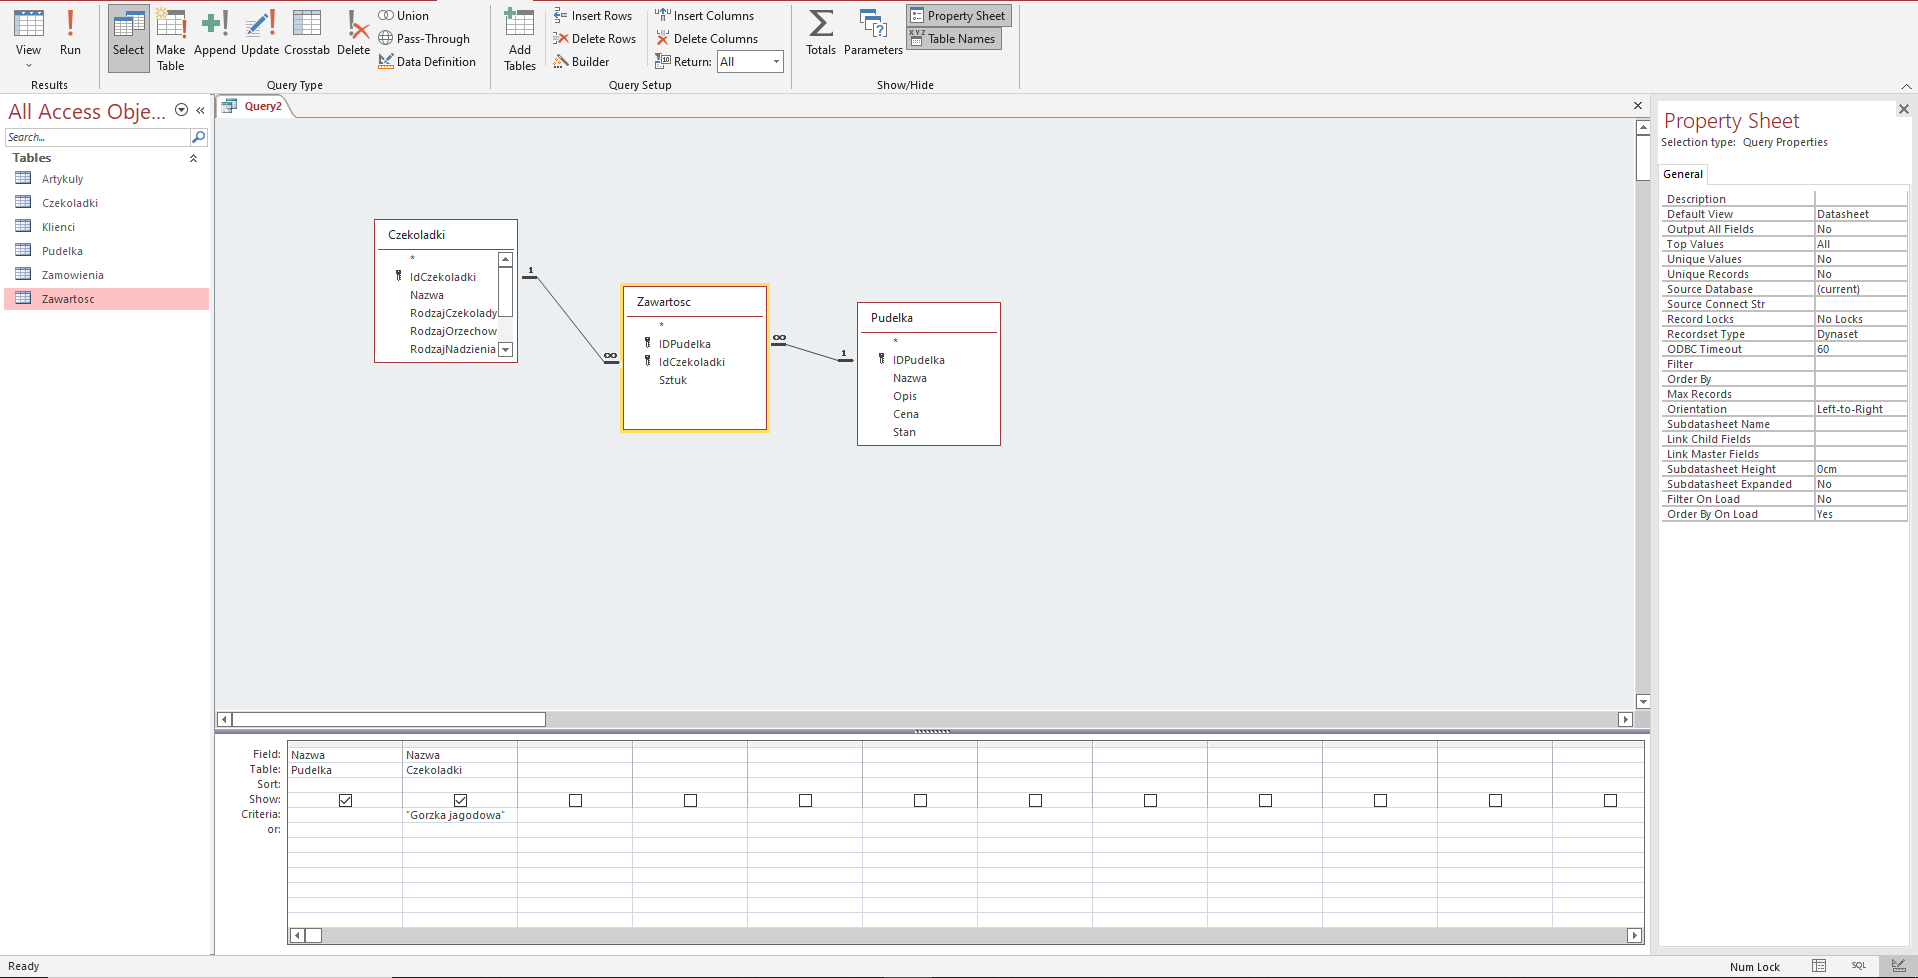 View
Run
Results
Select
Make Table
Append
Update
Crosstab
Delete
Union
Pass-Through
Data Definition
Query Type
Add Tables
Insert Rows
Delete Rows
Builder
Insert Columns
Delete Columns
Return: All
Query Setup
Totals
Parameters
Property Sheet
XYZ Table Names
Show/Hide
All Access Obje...
Search...
Tables
Artykuly
Czekoladki
Klienci
Pudelka
Zamowienia
Zawartosc
Query2
Czekoladki
*
IdCzekoladki
Nazwa
RodzajCzekolady
RodzajOrzechow
RodzajNadzienia
1
∞
Zawartosc
*
IDPudelka
IdCzekoladki
Sztuk
∞
1
Pudelka
*
IDPudelka
Nazwa
Opis
Cena
Stan
Field: Nazwa Nazwa
Table: Pudelka Czekoladki
Sort:
Show:
Criteria: "Gorzka jagodowa"
or:
Property Sheet
Selection type: Query Properties
General
Description
Default View Datasheet
Output All Fields No
Top Values All
Unique Values No
Unique Records No
Source Database (current)
Source Connect Str
Record Locks No Locks
Recordset Type Dynaset
ODBC Timeout 60
Filter
Order By
Max Records
Orientation Left-to-Right
Subdatasheet Name
Link Child Fields
Link Master Fields
Subdatasheet Height 0cm
Subdatasheet Expanded No
Filter On Load No
Order By On Load Yes
Ready
Num Lock
SQL